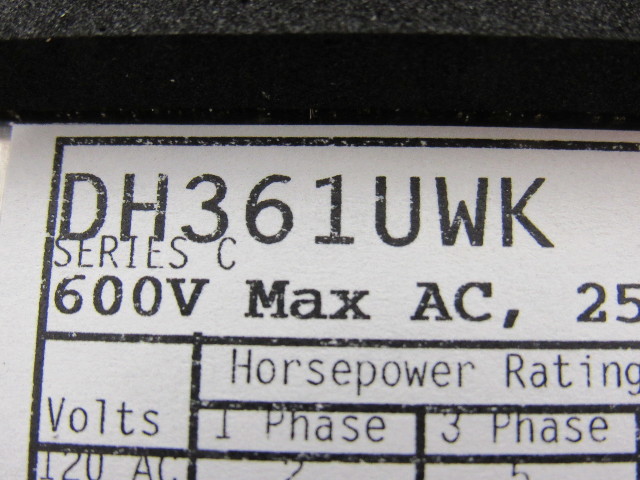 DH361UWK
SERIES C
600V Max AC, 25
Horsepower Rating
Volts 1 Phase 3 Phase
120 AC 2 5